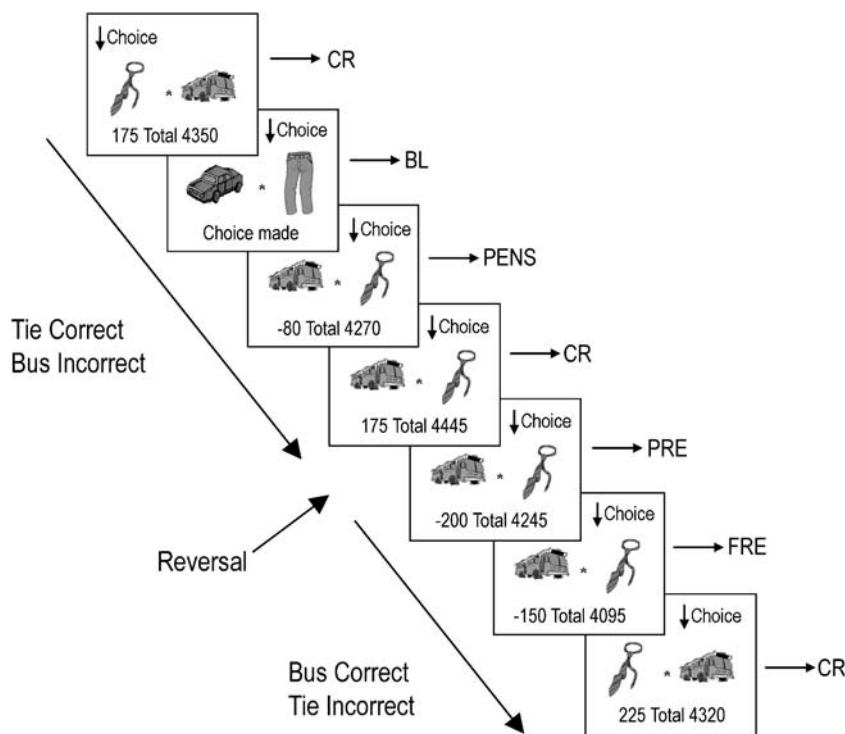 Choice
CR
*
175 Total 4350
Choice
BL
*
Choice made
Choice
PENS
*
-80 Total 4270
Tie Correct
Bus Incorrect
Choice
CR
*
175 Total 4445
Choice
PRE
*
-200 Total 4245
Reversal
Choice
FRE
*
-150 Total 4095
Bus Correct
Tie Incorrect
Choice
CR
*
225 Total 4320